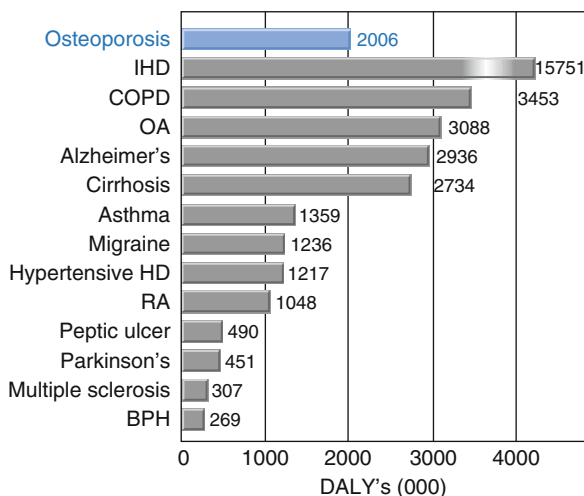 Osteoporosis 2006
IHD 15751
COPD 3453
OA 3088
Alzheimer's 2936
Cirrhosis 2734
Asthma 1359
Migraine 1236
Hypertensive HD 1217
RA 1048
Peptic ulcer 490
Parkinson's 451
Multiple sclerosis 307
BPH 269
0 1000 2000 3000 4000
DALY's (000)